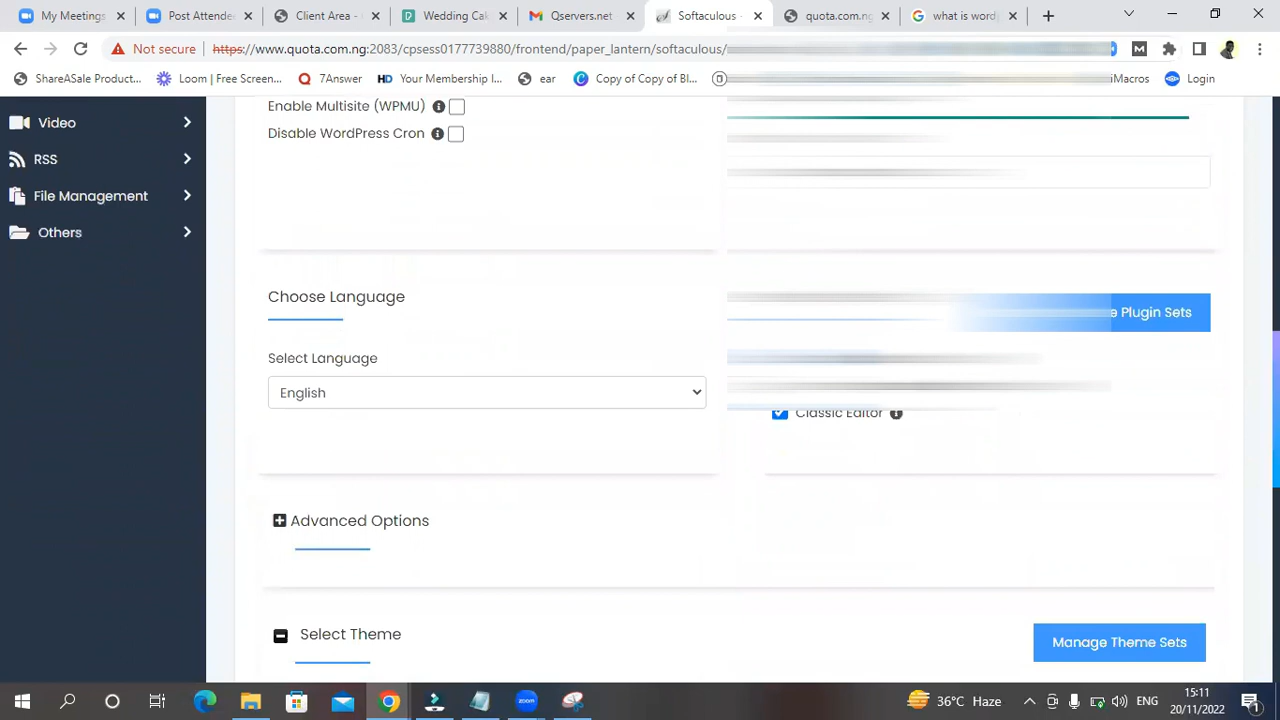 My Meetings
Post Attende
Client Area -
Wedding Cak
Qservers.net
Softaculous -
quota.com.ng
what is word
Not secure
https://www.quota.com.ng:2083/cpsess0177739880/frontend/paper_lantern/softaculous/
ShareASale Product...
Loom | Free Screen...
7Answer
HD Your Membership I...
ear
Copy of Copy of Bl...
iMacros
Login
Enable Multisite (WPMU)
Video
Disable WordPress Cron
RSS
File Management
Others
Choose Language
Plugin Sets
Select Language
English
Classic Editor
Advanced Options
Select Theme
Manage Theme Sets
36°C Haze
ENG
15:11
20/11/2022